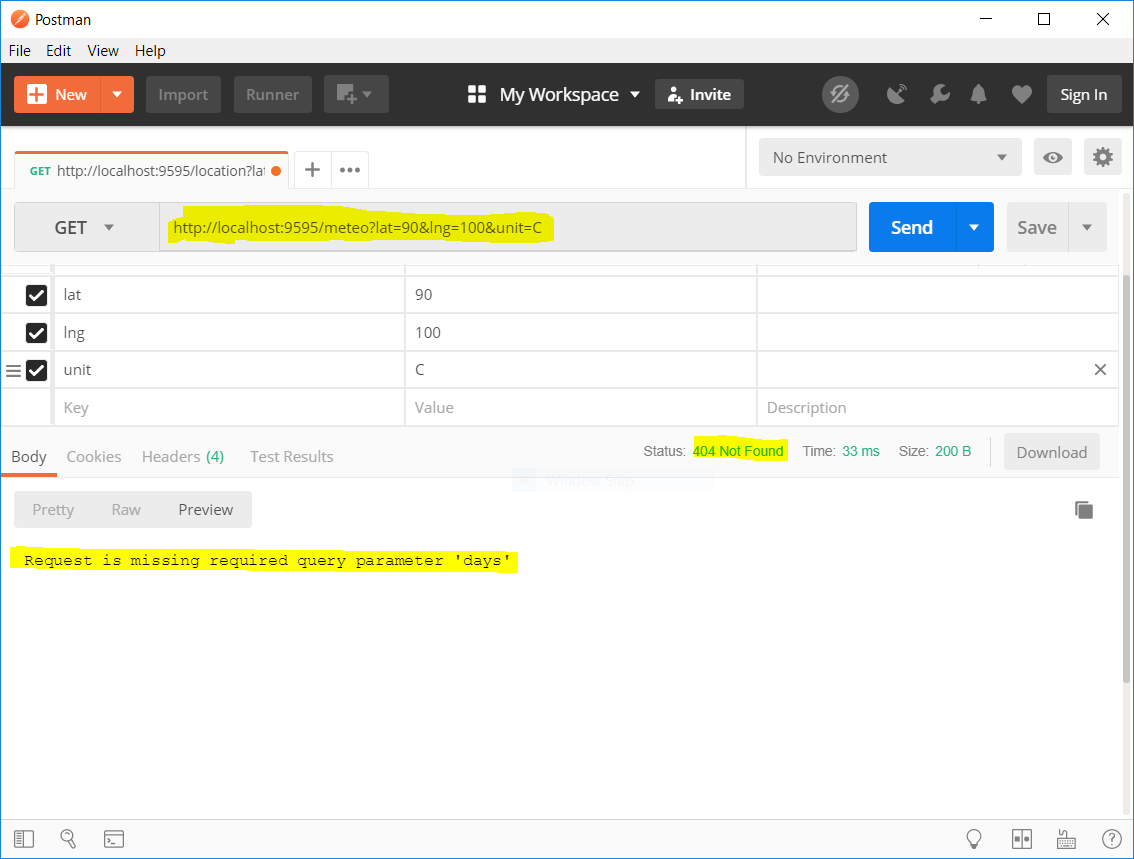 Postman
File Edit View Help
New Import Runner My Workspace Invite Sign In
GET http://localhost:9595/location?lat
No Environment
GET http://localhost:9595/meteo?lat=90&lng=100&unit=C Send Save
lat 90
lng 100
unit C
Key Value Description
Body Cookies Headers (4) Test Results Status: 404 Not Found Time: 33 ms Size: 200 B Download
Window Snip
Pretty Raw Preview
Request is missing required query parameter 'days'